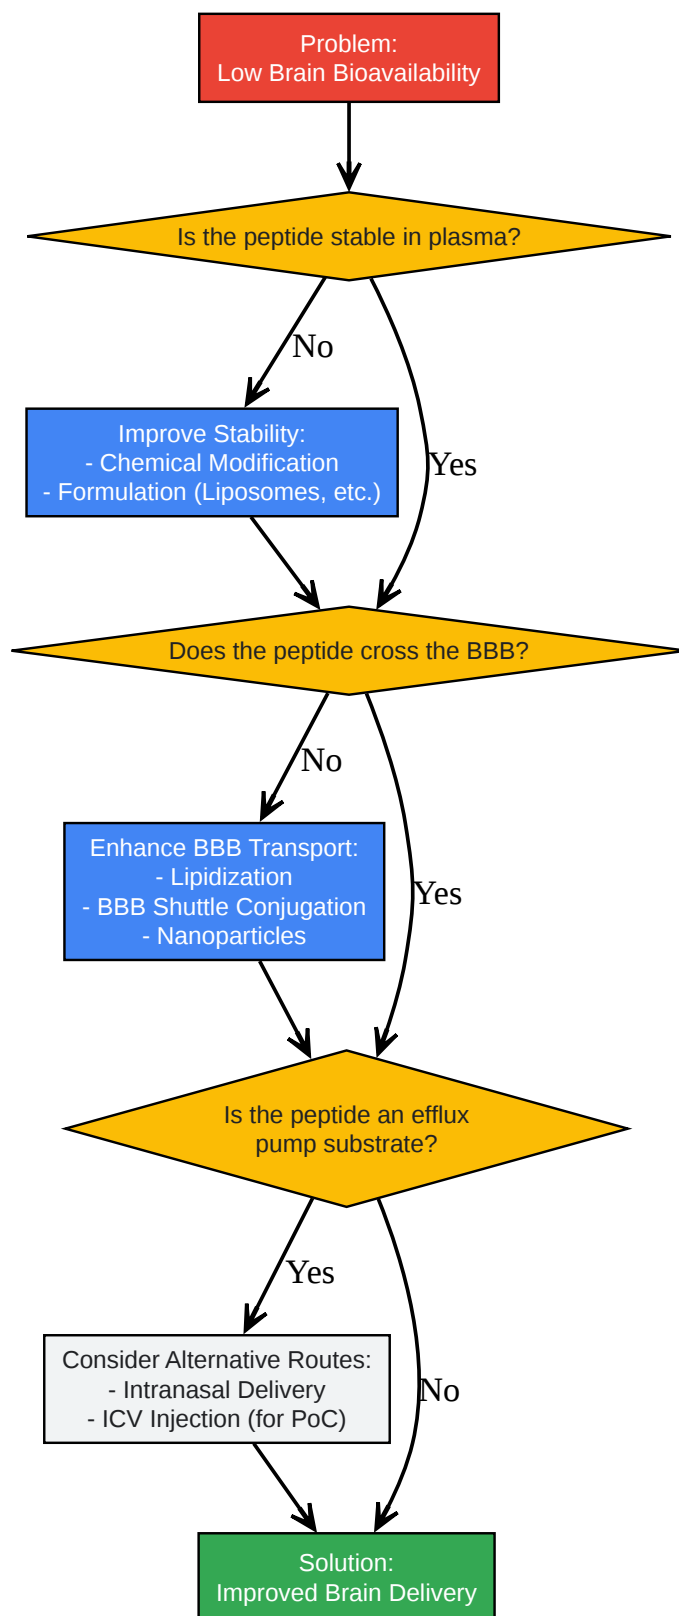 Problem:
Low Brain Bioavailability
Is the peptide stable in plasma?
No
Improve Stability:
- Chemical Modification
- Formulation (Liposomes, etc.)
Yes
Does the peptide cross the BBB?
No
Enhance BBB Transport:
- Lipidization
- BBB Shuttle Conjugation
- Nanoparticles
Yes
Is the peptide an efflux
pump substrate?
Yes
Consider Alternative Routes:
- Intranasal Delivery
- ICV Injection (for PoC)
No
Solution:
Improved Brain Delivery